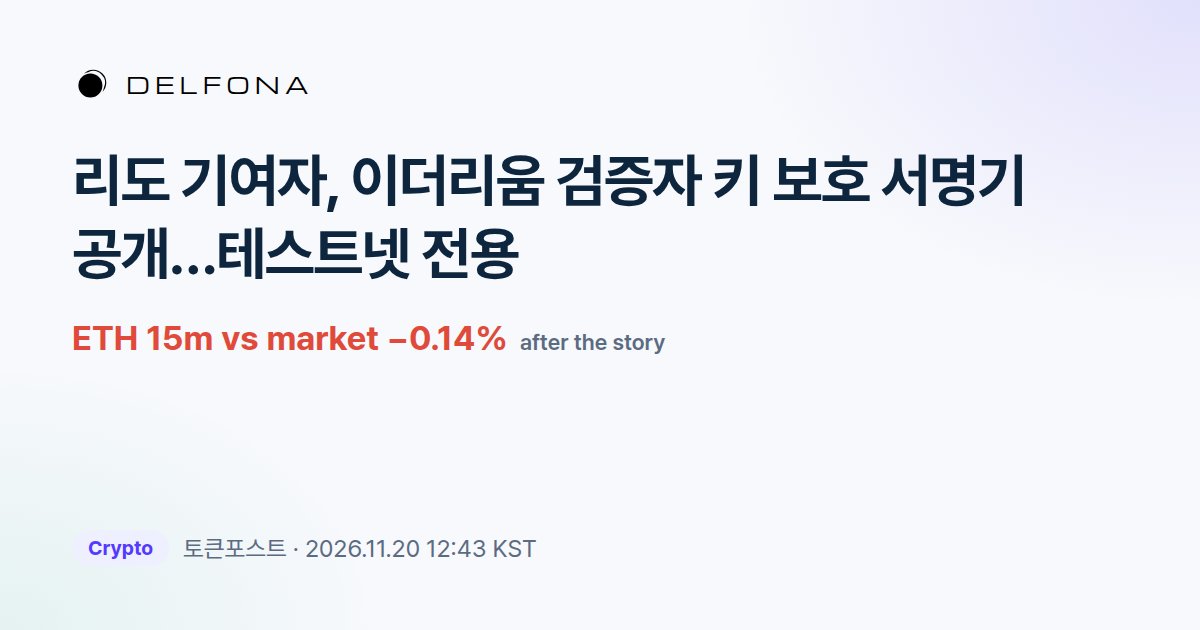 DELFONA
리도 기여자, 이더리움 검증자 키 보호 서명기
공개…테스트넷 전용
ETH 15m vs market −0.14% after the story
Crypto 토큰포스트 · 2026.11.20 12:43 KST